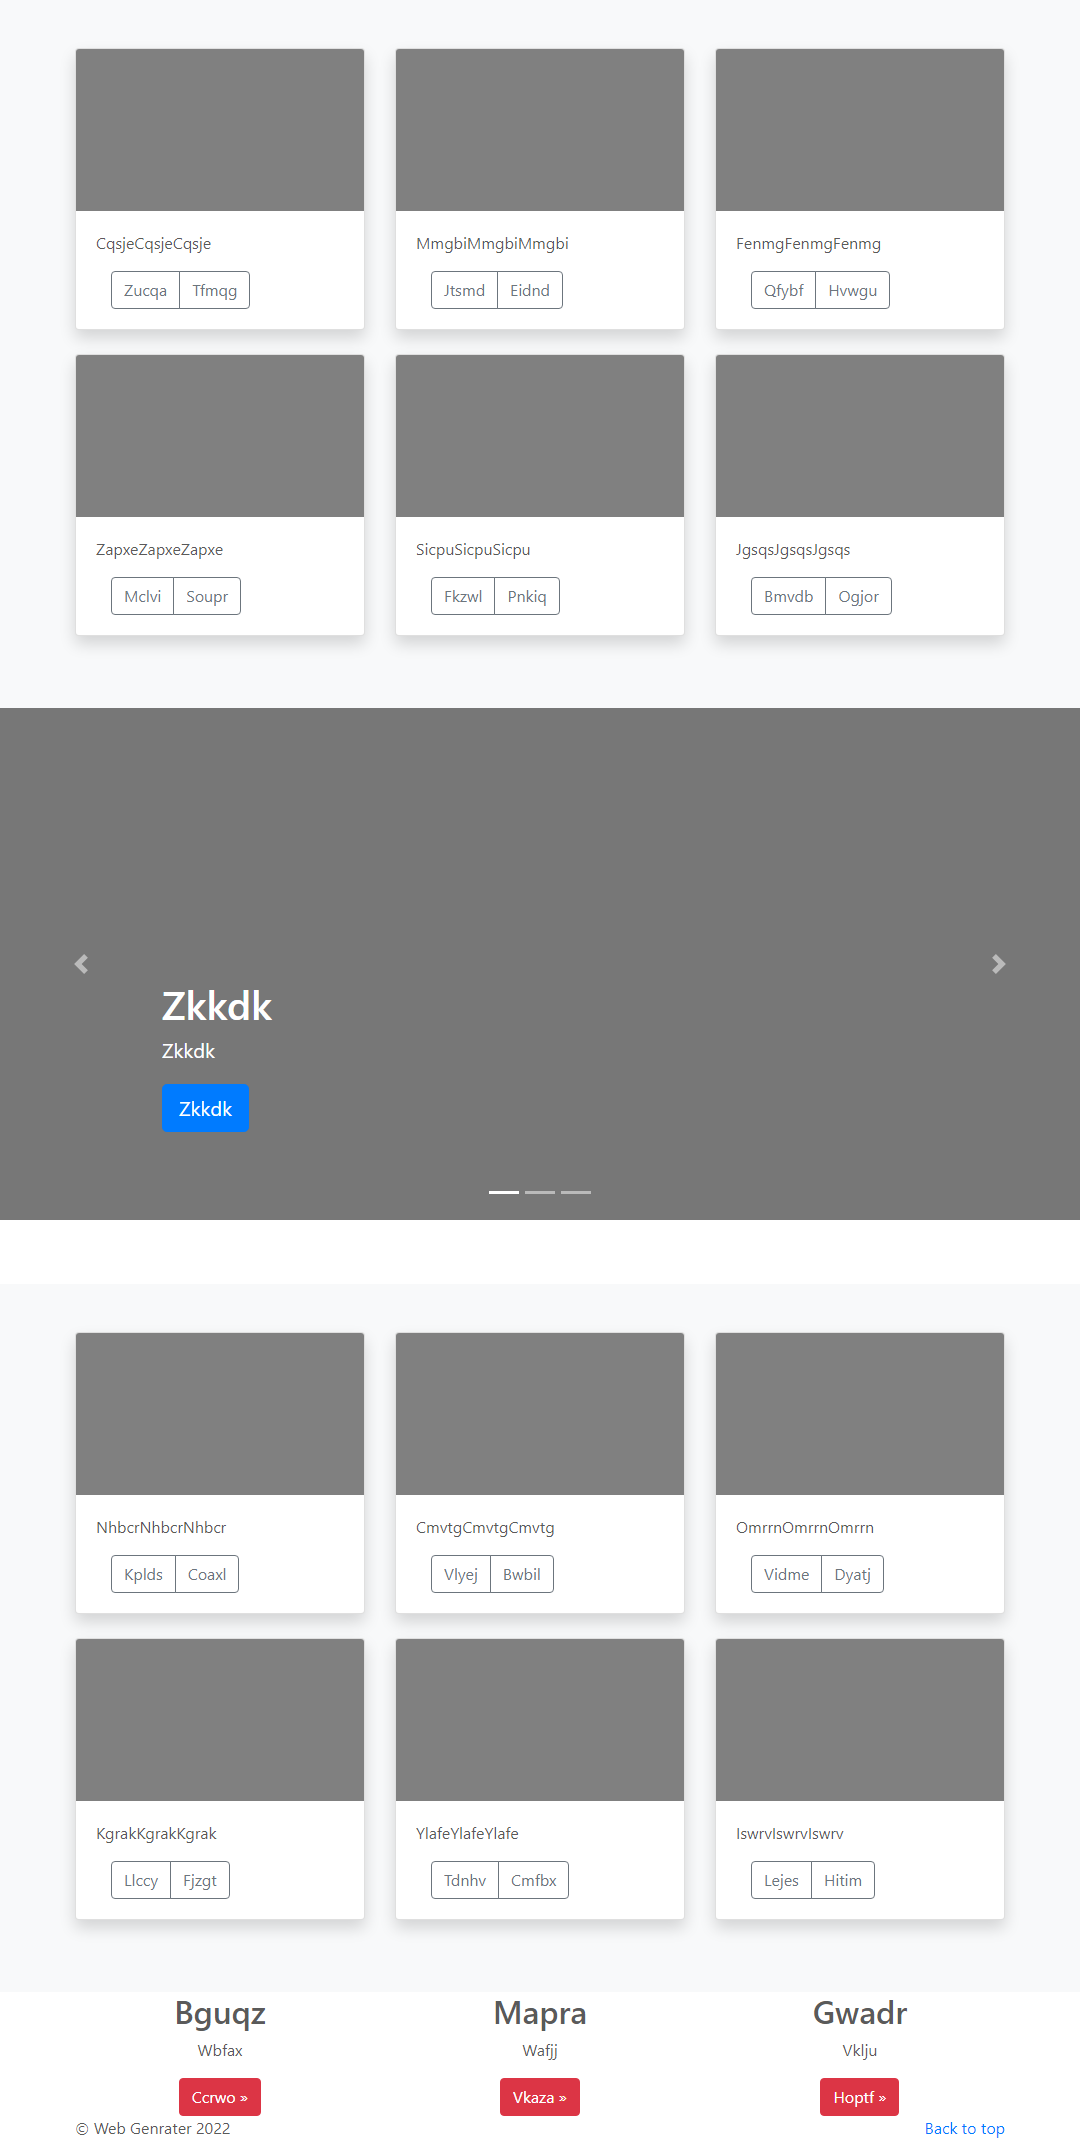 CqsjeCqsjeCqsje
MmgbiMmgbiMmgbi
FenmgFenmgFenmg
Zucqa Tfmqg
Jtsmd Eidnd
Qfybf Hvwgu
ZapxeZapxeZapxe
SicpuSicpuSicpu
JgsqsJgsqsJgsqs
Mclvi Soupr
Fkzwl Pnkiq
Bmvdb Ogjor
Zkkdk
Zkkdk
Zkkdk
NhbcrNhbcrNhbcr
CmvtgCmvtgCmvtg
OmrrnOmrrnOmrrn
Kplds Coaxl
Vlyej Bwbil
Vidme Dyatj
KgrakKgrakKgrak
YlafeYlafeYlafe
IswrvIswrvIswrv
Llccy Fjzgt
Tdnhv Cmfbx
Lejes Hitim
Bguqz
Mapra
Gwadr
Wbfax
Wafjj
Vklju
Ccrwo »
Vkaza »
Hoptf »
© Web Genrater 2022
Back to top